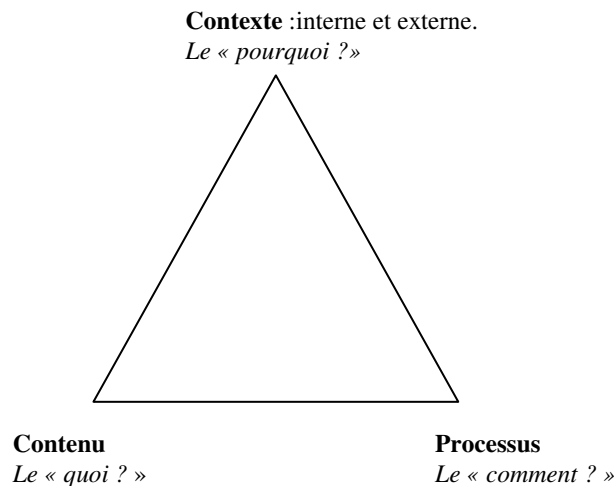 Contexte :interne et externe.
Le « pourquoi ?»
Contenu
Le « quoi ? »
Processus
Le « comment ? »